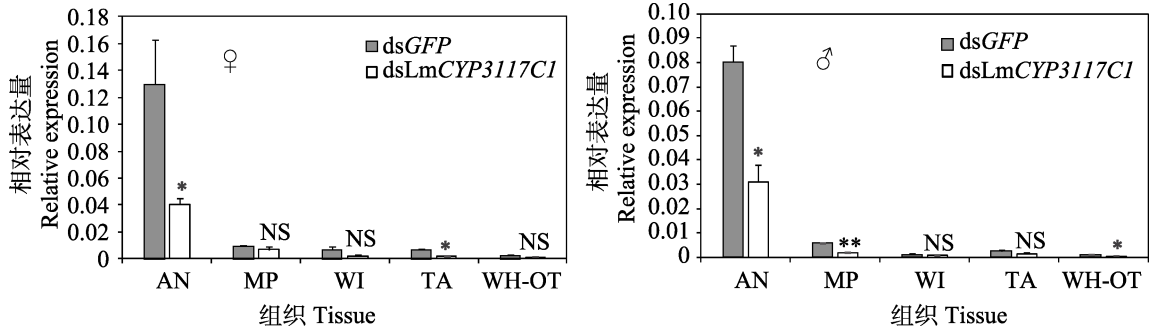 0.18
0.16
0.14
0.12
0.10
0.08
0.06
0.04
0.02
0
相对表达量
Relative expression
♀
dsGFP
dsLmCYP3117C1
*
NS
NS
*
NS
AN MP WI TA WH-OT
组织 Tissue
0.10
0.09
0.08
0.07
0.06
0.05
0.04
0.03
0.02
0.01
0
相对表达量
Relative expression
♂
dsGFP
dsLmCYP3117C1
*
**
NS
NS
*
AN MP WI TA WH-OT
组织 Tissue